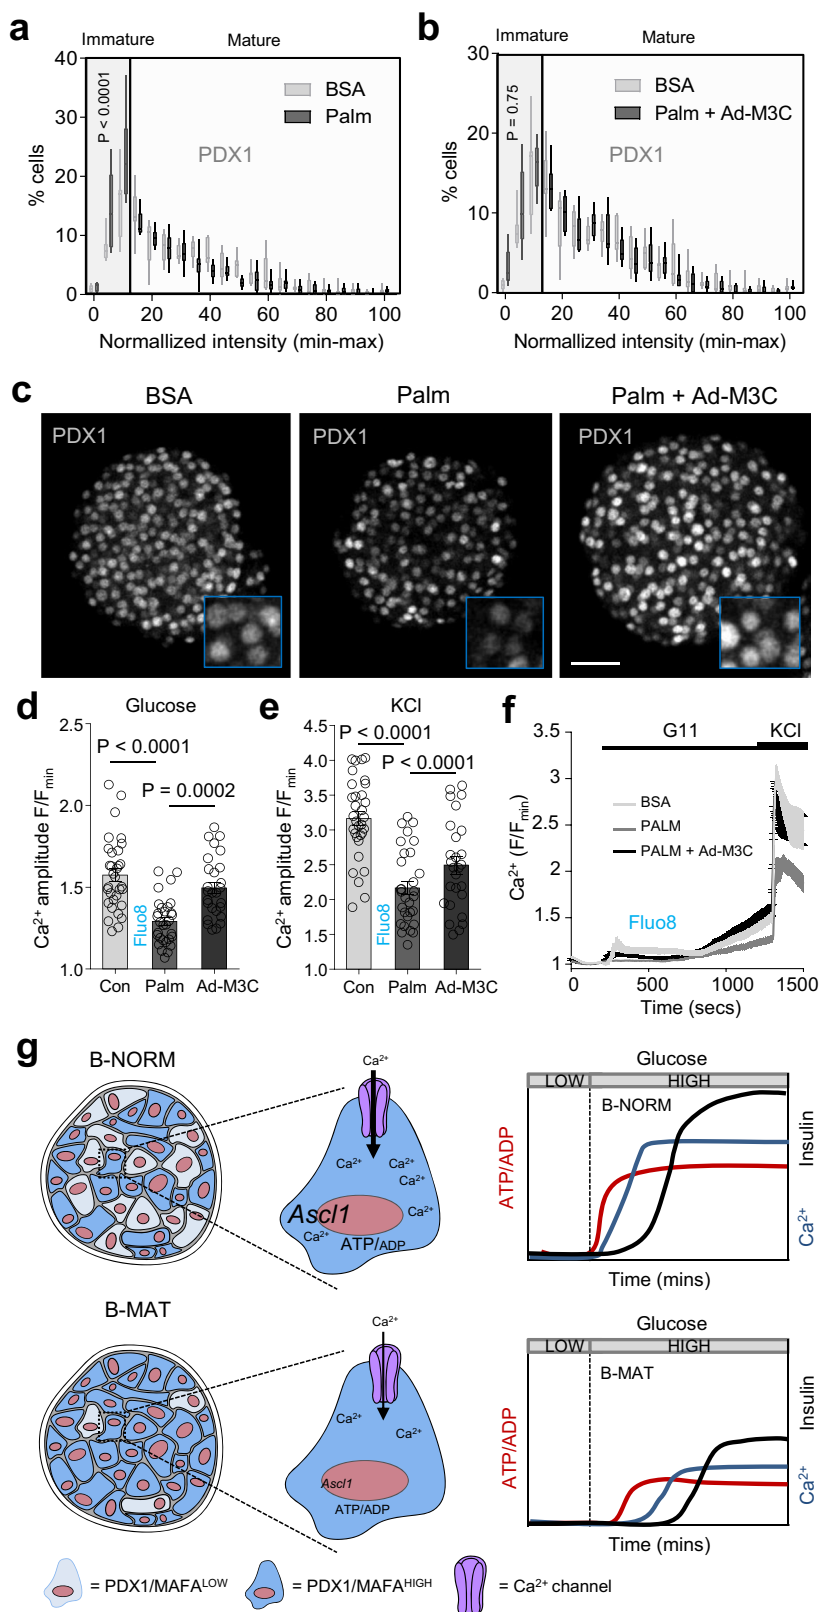 a
Immature
Mature
P < 0.0001
BSA
Palm
PDX1
% cells
40
30
20
10
0
0 20 40 60 80 100
Normallized intensity (min-max)
b
Immature
Mature
P = 0.75
BSA
Palm + Ad-M3C
PDX1
% cells
30
20
10
0
0 20 40 60 80 100
Normallized intensity (min-max)
c
BSA
Palm
Palm + Ad-M3C
PDX1
PDX1
PDX1
d
Glucose
P < 0.0001
P = 0.0002
Ca²⁺ amplitude F/Fmin
2.5
2.0
1.5
1.0
Fluo8
Con Palm Ad-M3C
e
KCl
P < 0.0001
P < 0.0001
Ca²⁺ amplitude F/Fmin
4.5
4.0
3.5
3.0
2.5
2.0
1.5
1.0
Fluo8
Con Palm Ad-M3C
f
G11
KCl
BSA
PALM
PALM + Ad-M3C
Fluo8
Ca²⁺ (F/Fmin)
3.5
3
2.5
2
1.5
1
0 500 1000 1500
Time (secs)
g
B-NORM
Ca²⁺
Ca²⁺
Ca²⁺
Ca²⁺
Ascl1
Ca²⁺
Ca²⁺
ATP/ADP
Glucose
LOW
HIGH
B-NORM
ATP/ADP
Insulin
Ca²⁺
Time (mins)
B-MAT
Ca²⁺
Ca²⁺
Ca²⁺
Ascl1
ATP/ADP
Glucose
LOW
HIGH
B-MAT
ATP/ADP
Insulin
Ca²⁺
Time (mins)
= PDX1/MAFA^LOW
= PDX1/MAFA^HIGH
= Ca²⁺ channel